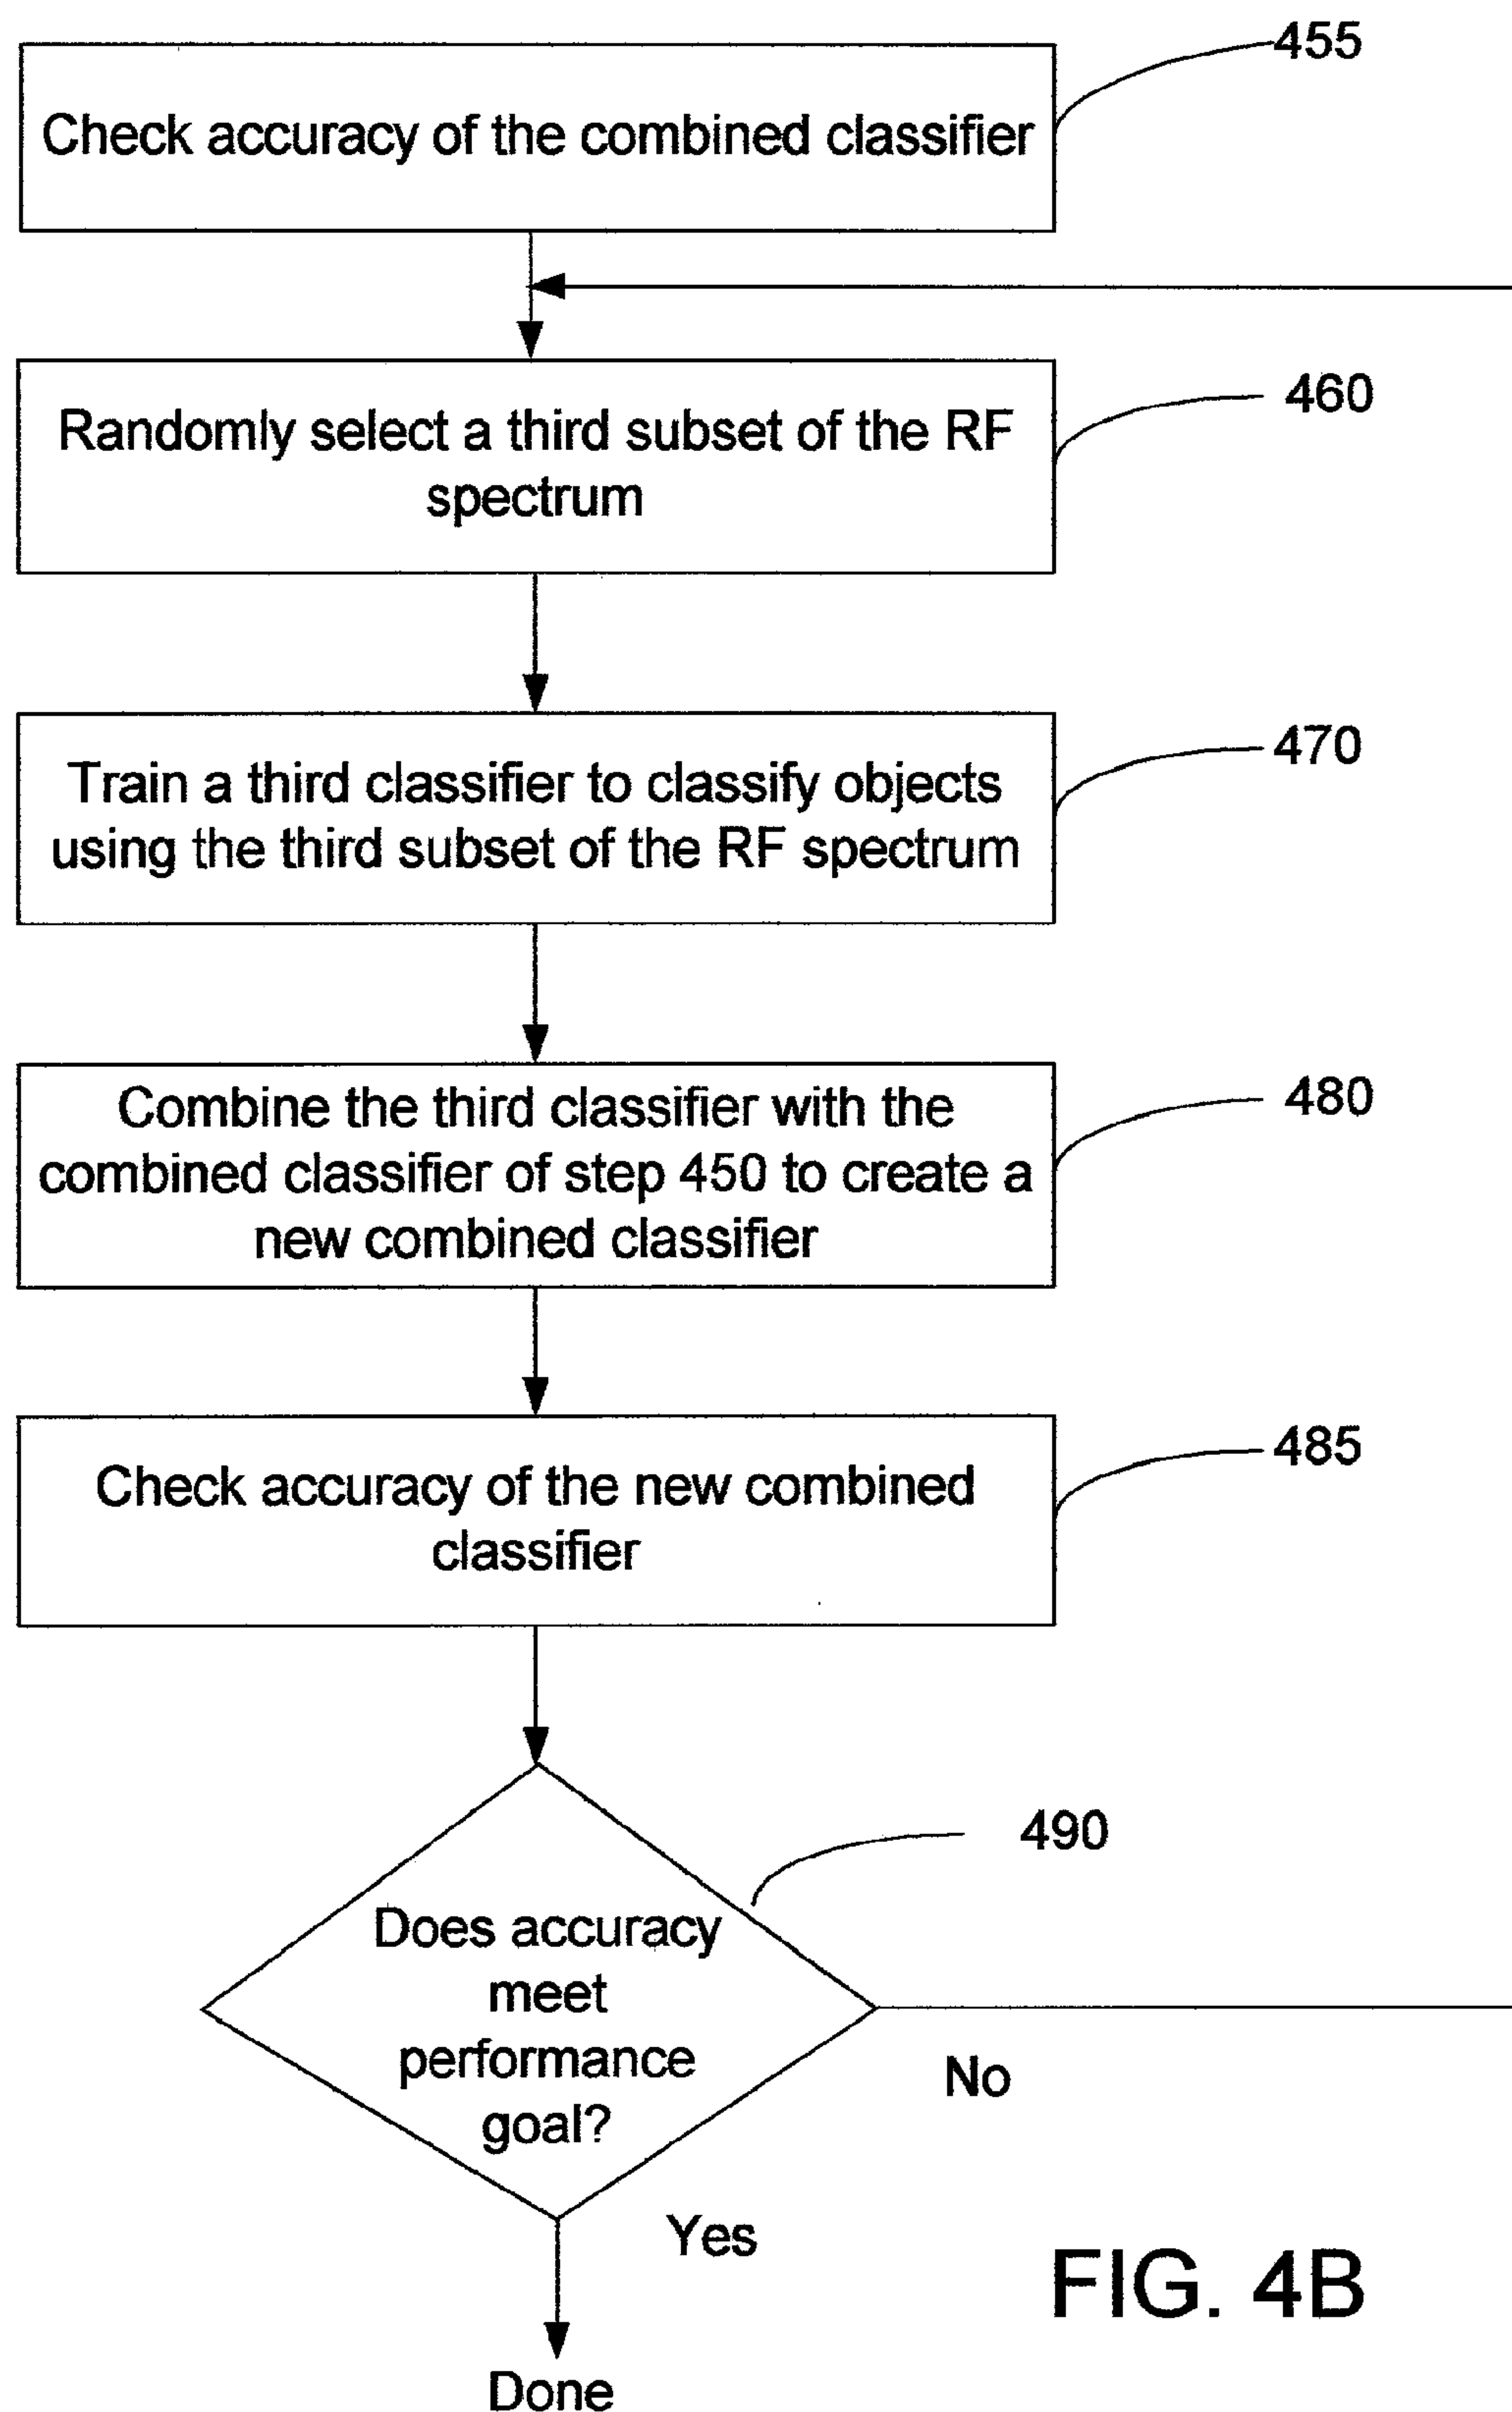 455
Check accuracy of the combined classifier
460
Randomly select a third subset of the RF
spectrum
470
Train a third classifier to classify objects
using the third subset of the RF spectrum
480
Combine the third classifier with the
combined classifier of step 450 to create a
new combined classifier
485
Check accuracy of the new combined
classifier
490
Does accuracy
meet
performance
goal?
No
Yes
Done
FIG. 4B